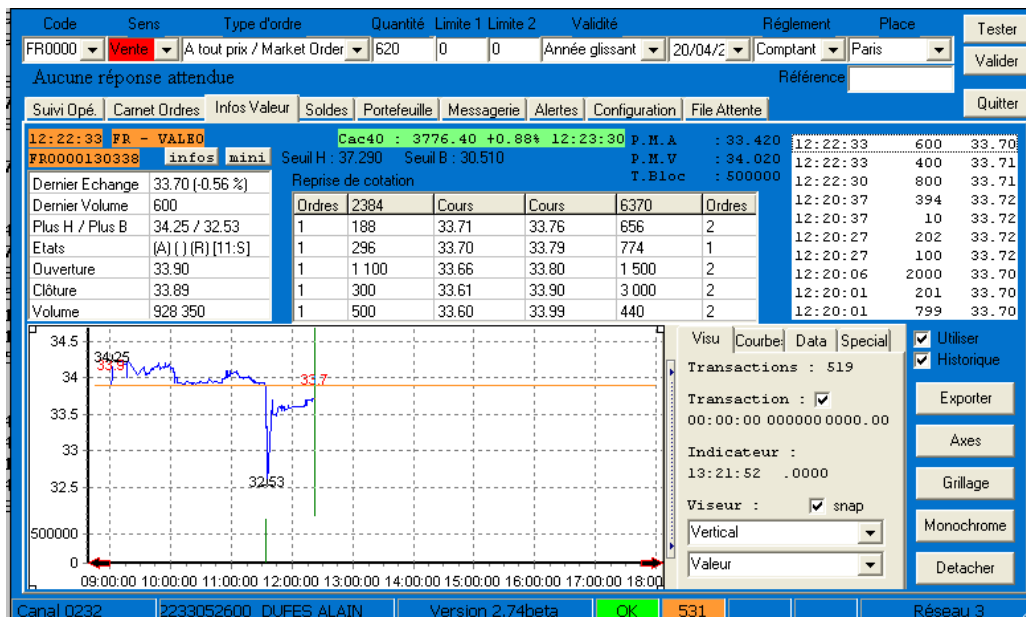 Code Sens Type d'ordre Quantité Limite 1 Limite 2 Validité Réglement Place
FR0000 Vente A tout prix / Market Order 620 0 0 Année glissant 20/04/2 Comptant Paris
Tester
Valider
Quitter
Aucune réponse attendue Référence
Suivi Opé. Carnet Ordres Infos Valeur Soldes Portefeuille Messagerie Alertes Configuration File Attente
12:22:33 FR - VALEO Cac40 : 3776.40 +0.88% 12:23:30 P.M.A : 33.420
FR0000130338 infos mini Seuil H : 37.290 Seuil B : 30.510 P.M.V : 34.020
Reprise de cotation T.Bloc : 500000
Dernier Echange 33.70 (-0.56 %)
Dernier Volume 600
Plus H / Plus B 34.25 / 32.53
Etats (A) ( ) (R) [11:S]
Ouverture 33.90
Clôture 33.89
Volume 928 350
Ordres 2384 Cours Cours 6370 Ordres
1 188 33.71 33.76 656 2
1 296 33.70 33.79 774 1
1 1 100 33.66 33.80 1 500 2
1 300 33.61 33.90 3 000 2
1 500 33.60 33.99 440 2
12:22:33 600 33.70
12:22:33 400 33.71
12:22:30 800 33.71
12:20:37 394 33.72
12:20:37 10 33.72
12:20:27 202 33.72
12:20:27 100 33.72
12:20:06 2000 33.70
12:20:01 201 33.70
12:20:01 799 33.70
34.5
34
33.5
33
32.5
500000
0
34.25
33.9
33.7
32.53
09:00:00 10:00:00 11:00:00 12:00:00 13:00:00 14:00:00 15:00:00 16:00:00 17:00:00 18:00
Visu Courbe Data Special
Transactions : 519
Transaction :
00:00:00 000000 0000.00
Indicateur :
13:21:52 .0000
Viseur : snap
Vertical
Valeur
Utiliser
Historique
Exporter
Axes
Grillage
Monochrome
Detacher
Canal 0232 2233052600 DUFES ALAIN Version 2.74beta OK 531 Réseau 3